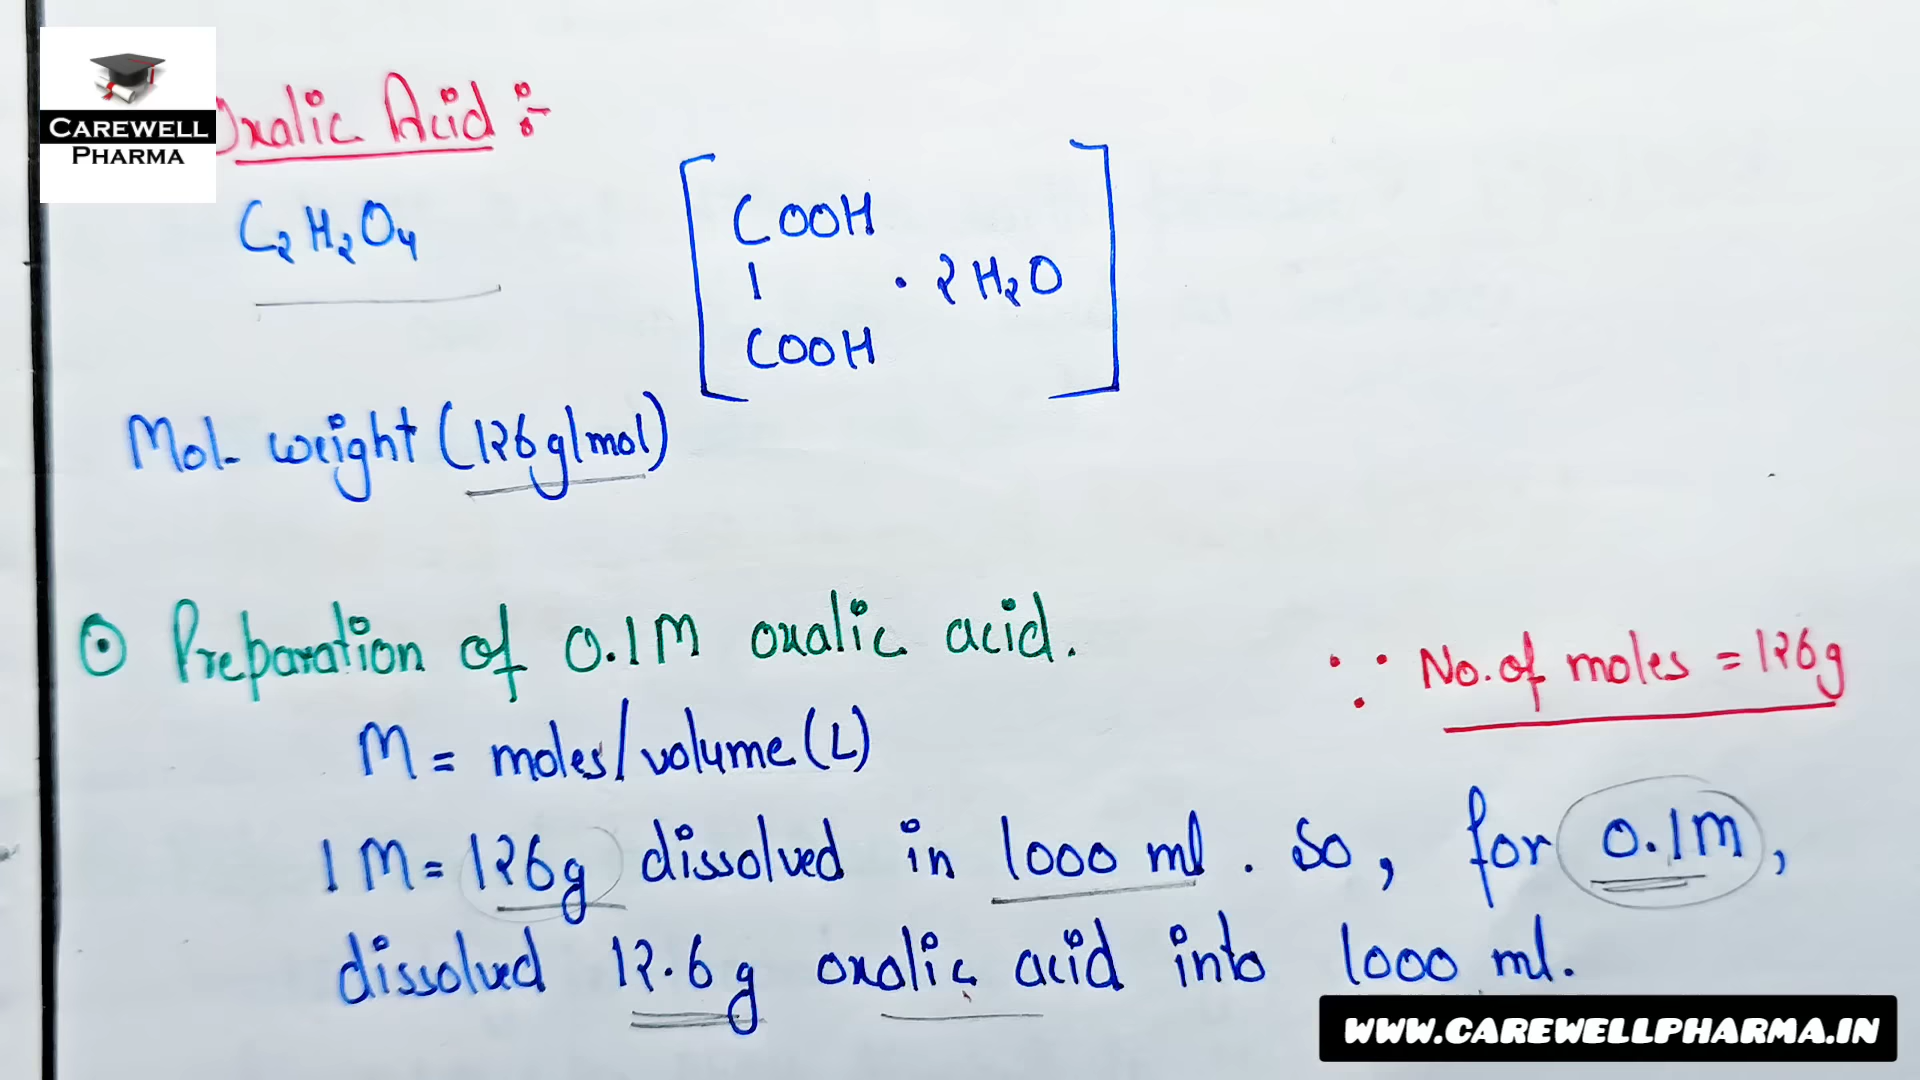 CAREWELL
PHARMA
Oxalic Acid :-
C₂H₂O₄
COOH
|
· 2H₂O
COOH
Mol. weight (126g/mol)
⊙ Preparation of 0.1M oxalic acid.
∵ No. of moles = 126g
M = moles/volume(L)
1M = 126g dissolved in 1000 ml. So, for 0.1M,
dissolved 12.6g oxalic acid into 1000 ml.
WWW.CAREWELLPHARMA.IN